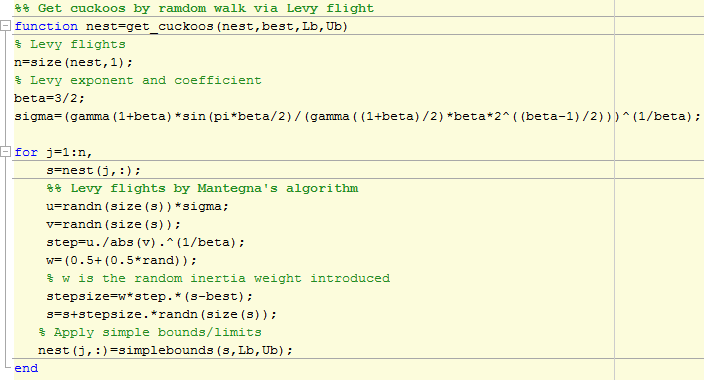 %% Get cuckoos by ramdom walk via Levy flight
function nest=get_cuckoos(nest,best,Lb,Ub)
% Levy flights
n=size(nest,1);
% Levy exponent and coefficient
beta=3/2;
sigma=(gamma(1+beta)*sin(pi*beta/2)/(gamma((1+beta)/2)*beta*2^((beta-1)/2)))^(1/beta);
for j=1:n,
s=nest(j,:);
%% Levy flights by Mantegna's algorithm
u=randn(size(s))*sigma;
v=randn(size(s));
step=u./abs(v).^(1/beta);
w=(0.5+(0.5*rand));
% w is the random inertia weight introduced
stepsize=w*step.*(s-best);
s=s+stepsize.*randn(size(s));
% Apply simple bounds/limits
nest(j,:)=simplebounds(s,Lb,Ub);
end